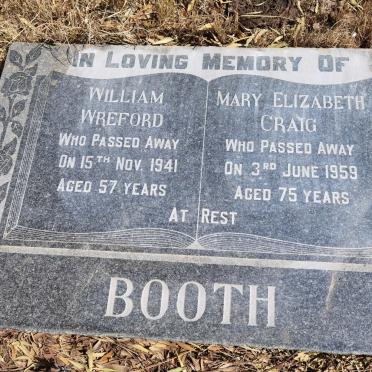 IN LOVING MEMORY OF
WILLIAM
WREFORD
WHO PASSED AWAY
ON 15TH NOV. 1941
AGED 57 YEARS
MARY ELIZABETH
CRAIG
WHO PASSED AWAY
ON 3RD JUNE 1959
AGED 75 YEARS
AT REST
BOOTH